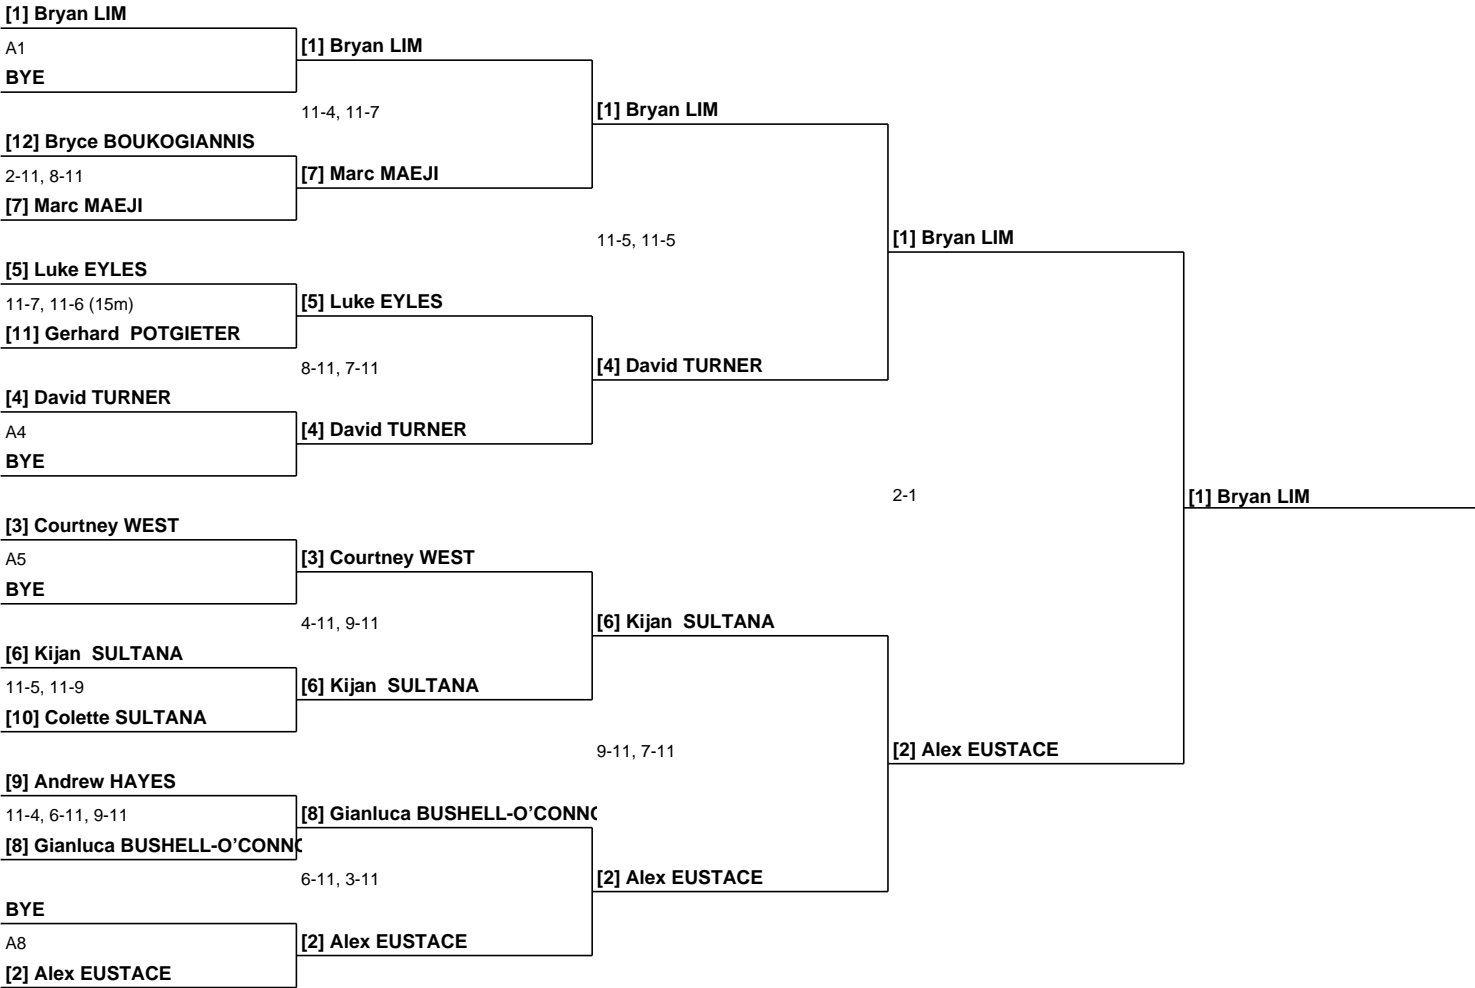 [1] Bryan LIM
A1
BYE
[12] Bryce BOUKOGIANNIS
2-11, 8-11
[7] Marc MAEJI
[5] Luke EYLES
11-7, 11-6 (15m)
[11] Gerhard POTGIETER
[4] David TURNER
A4
BYE
[3] Courtney WEST
A5
BYE
[6] Kijan SULTANA
11-5, 11-9
[10] Colette SULTANA
[9] Andrew HAYES
11-4, 6-11, 9-11
[8] Gianluca BUSHELL-O’CONNO
BYE
A8
[2] Alex EUSTACE
[1] Bryan LIM
11-4, 11-7
[7] Marc MAEJI
[5] Luke EYLES
8-11, 7-11
[4] David TURNER
[3] Courtney WEST
4-11, 9-11
[6] Kijan SULTANA
[8] Gianluca BUSHELL-O’CONNO
6-11, 3-11
[2] Alex EUSTACE
[1] Bryan LIM
11-5, 11-5
[4] David TURNER
[6] Kijan SULTANA
9-11, 7-11
[2] Alex EUSTACE
[1] Bryan LIM
2-1
[2] Alex EUSTACE
[1] Bryan LIM